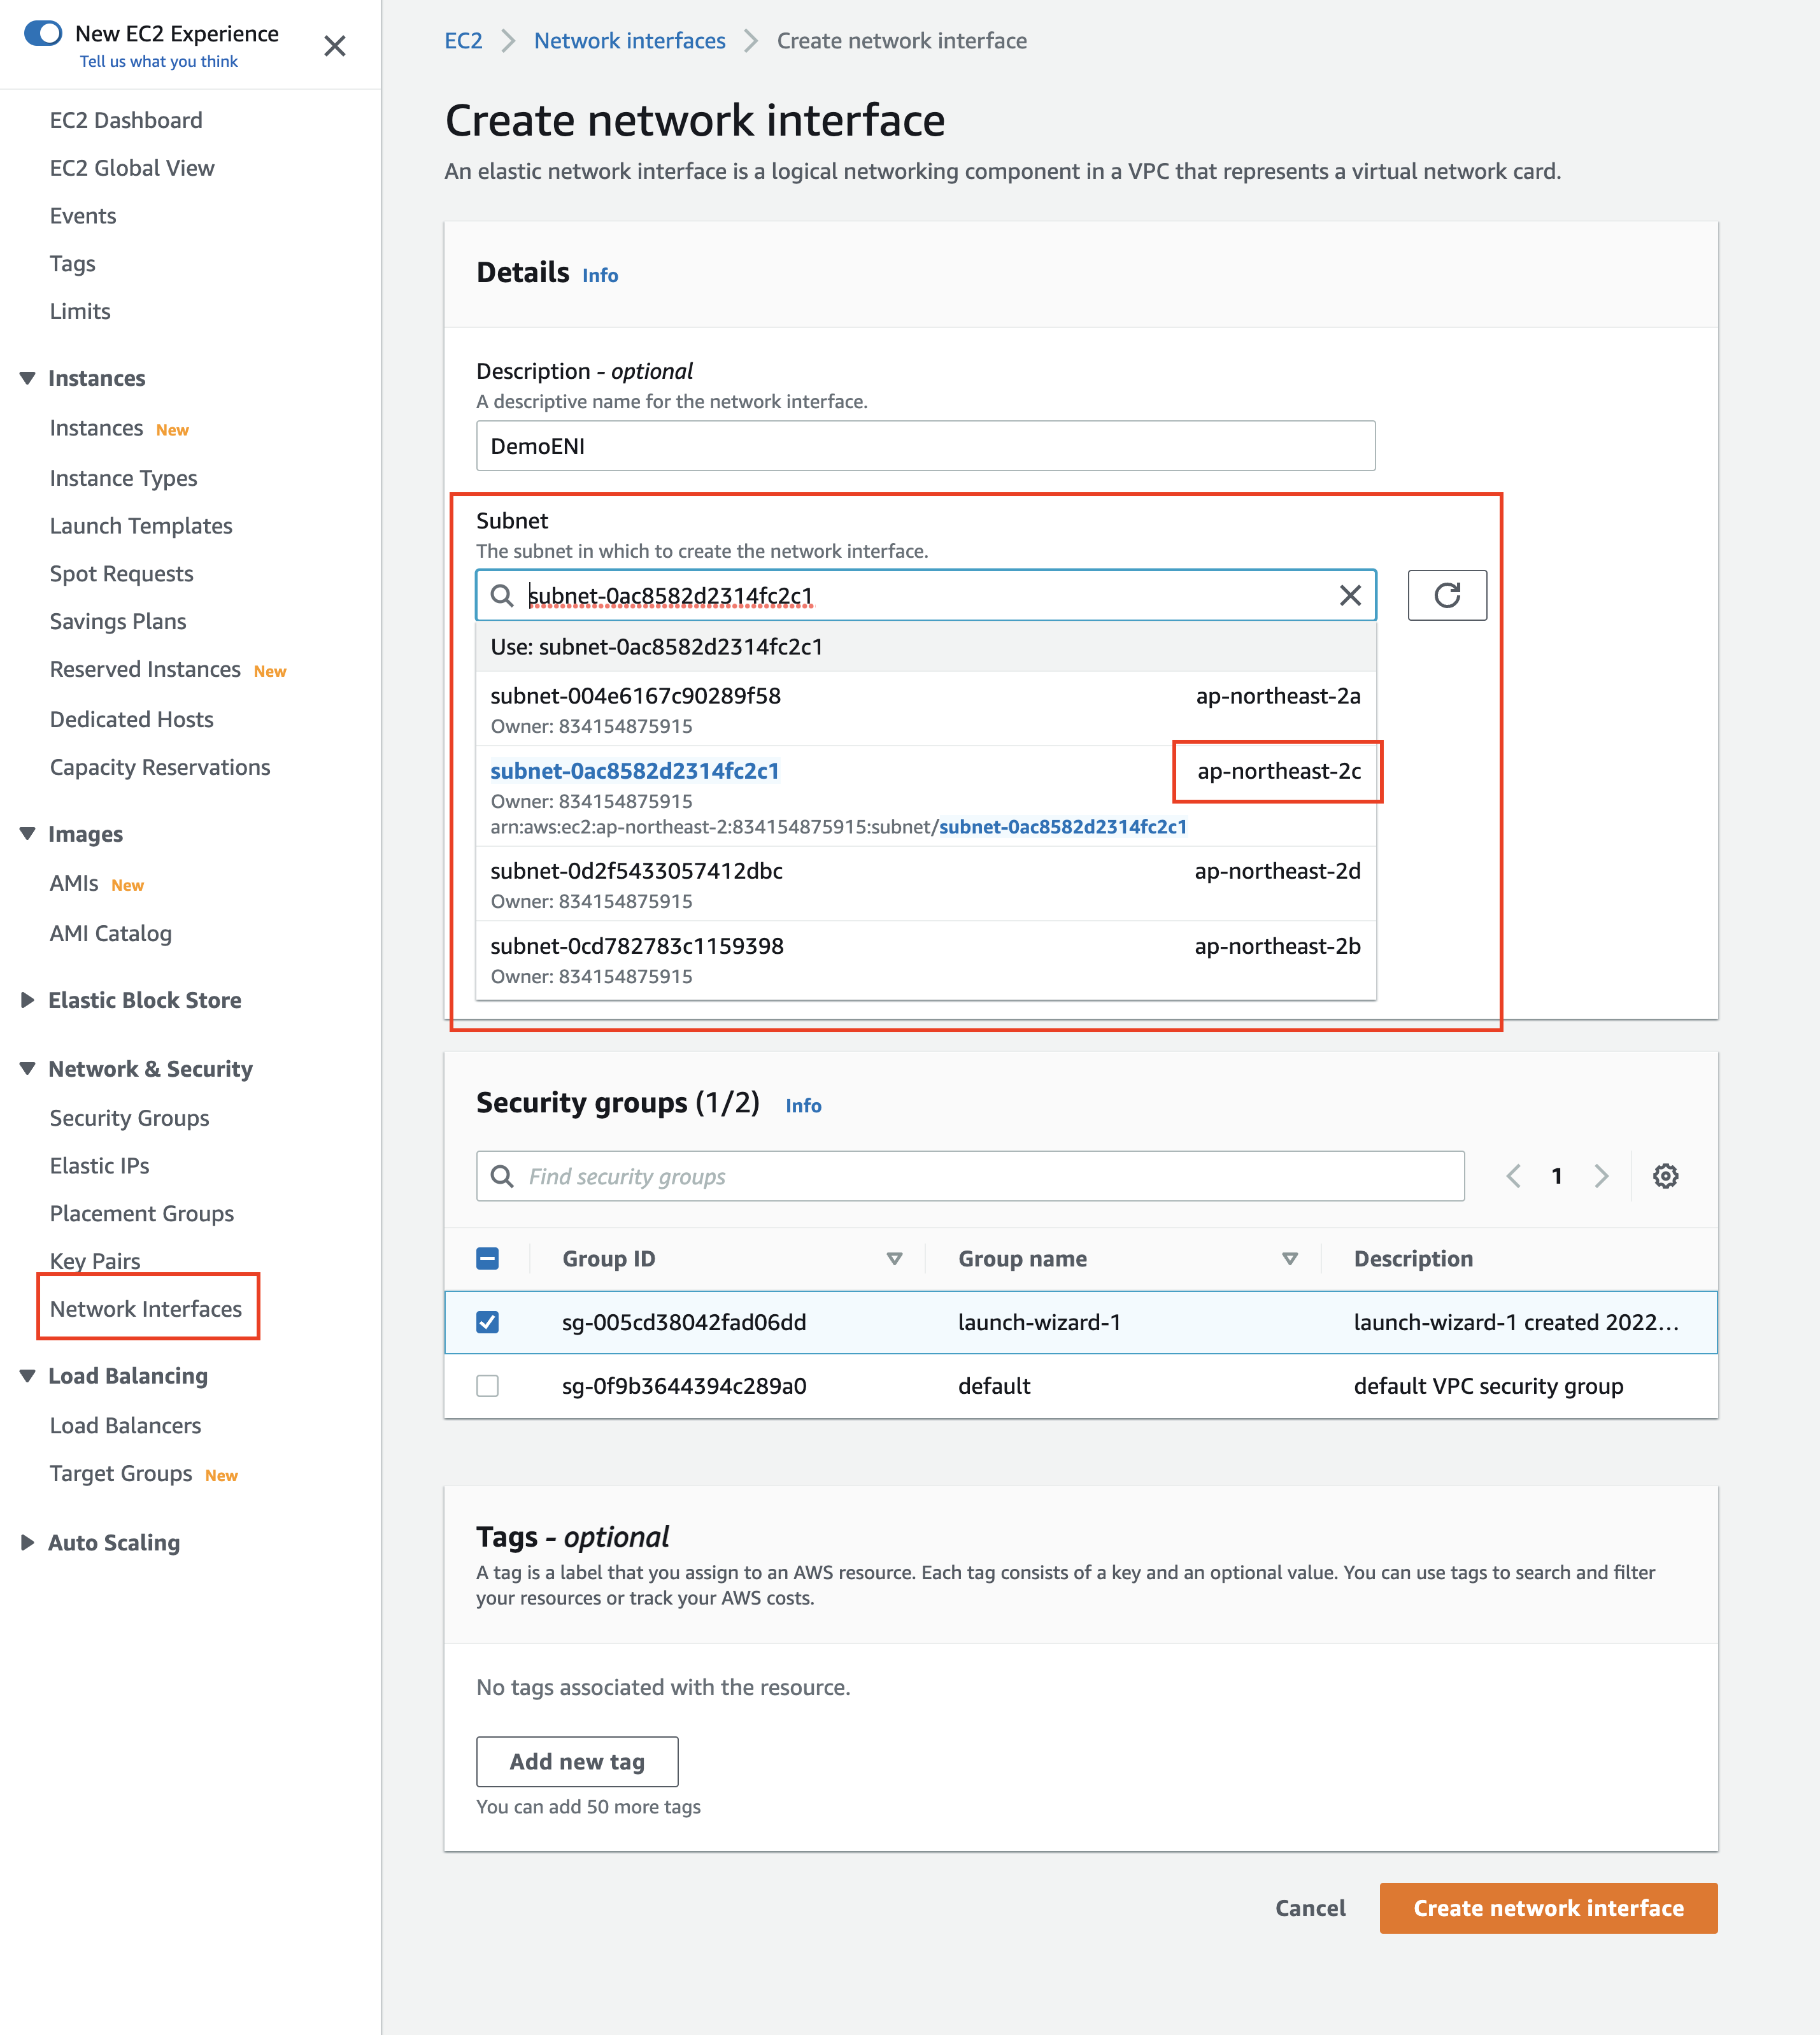 New EC2 Experience
Tell us what you think
EC2 Dashboard
EC2 Global View
Events
Tags
Limits
Instances
Instances New
Instance Types
Launch Templates
Spot Requests
Savings Plans
Reserved Instances New
Dedicated Hosts
Capacity Reservations
Images
AMIs New
AMI Catalog
Elastic Block Store
Network & Security
Security Groups
Elastic IPs
Placement Groups
Key Pairs
Network Interfaces
Load Balancing
Load Balancers
Target Groups New
Auto Scaling
EC2 Network interfaces Create network interface
Create network interface
An elastic network interface is a logical networking component in a VPC that represents a virtual network card.
Details Info
Description - optional
A descriptive name for the network interface.
DemoENI
Subnet
The subnet in which to create the network interface.
subnet-0ac8582d2314fc2c1
Use: subnet-0ac8582d2314fc2c1
subnet-004e6167c90289f58 ap-northeast-2a
Owner: 834154875915
subnet-0ac8582d2314fc2c1 ap-northeast-2c
Owner: 834154875915
arn:aws:ec2:ap-northeast-2:834154875915:subnet/subnet-0ac8582d2314fc2c1
subnet-0d2f5433057412dbc ap-northeast-2d
Owner: 834154875915
subnet-0cd782783c1159398 ap-northeast-2b
Owner: 834154875915
Security groups (1/2) Info
Find security groups 1
Group ID Group name Description
sg-005cd38042fad06dd launch-wizard-1 launch-wizard-1 created 2022...
sg-0f9b3644394c289a0 default default VPC security group
Tags - optional
A tag is a label that you assign to an AWS resource. Each tag consists of a key and an optional value. You can use tags to search and filter
your resources or track your AWS costs.
No tags associated with the resource.
Add new tag
You can add 50 more tags
Cancel Create network interface